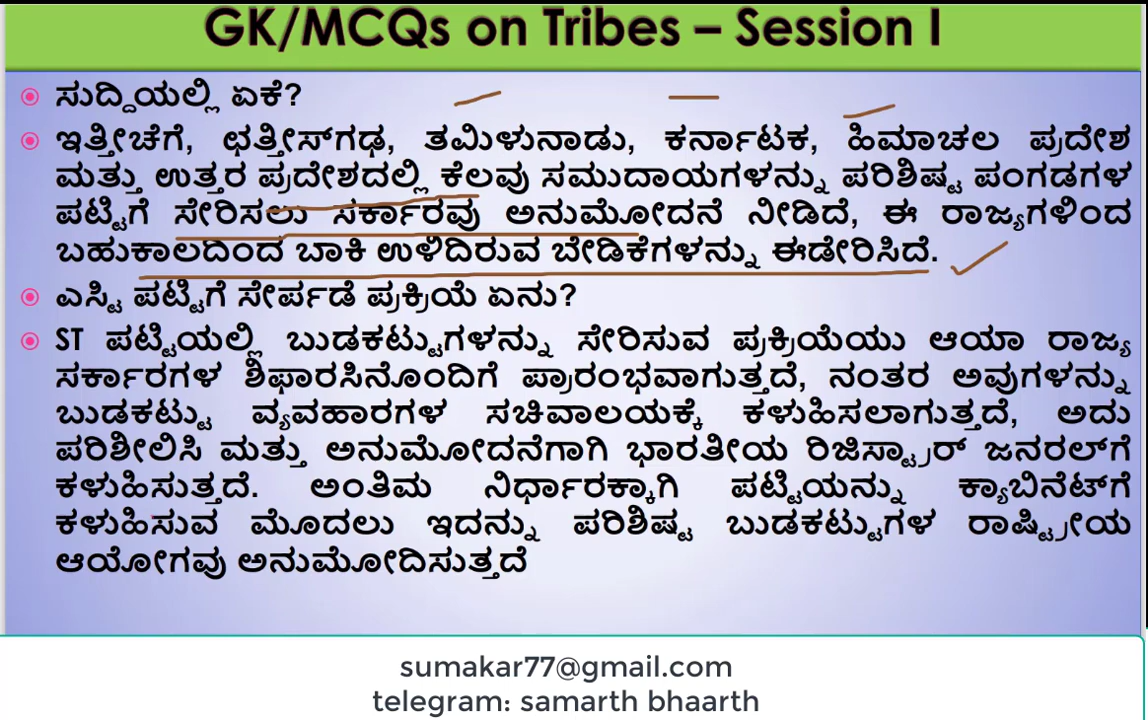 GK/MCQs on Tribes – Session I
ಸುದ್ದಿಯಲ್ಲಿ ಏಕೆ?
ಇತ್ತೀಚೆಗೆ, ಛತ್ತೀಸ್‌ಗಢ, ತಮಿಳುನಾಡು, ಕರ್ನಾಟಕ, ಹಿಮಾಚಲ ಪ್ರದೇಶ
ಮತ್ತು ಉತ್ತರ ಪ್ರದೇಶದಲ್ಲಿ ಕೆಲವು ಸಮುದಾಯಗಳನ್ನು ಪರಿಶಿಷ್ಟ ಪಂಗಡಗಳ
ಪಟ್ಟಿಗೆ ಸೇರಿಸಲು ಸರ್ಕಾರವು ಅನುಮೋದನೆ ನೀಡಿದೆ, ಈ ರಾಜ್ಯಗಳಿಂದ
ಬಹುಕಾಲದಿಂದ ಬಾಕಿ ಉಳಿದಿರುವ ಬೇಡಿಕೆಗಳನ್ನು ಈಡೇರಿಸಿದೆ.
ಎಸ್ಟಿ ಪಟ್ಟಿಗೆ ಸೇರ್ಪಡೆ ಪ್ರಕ್ರಿಯೆ ಏನು?
ST ಪಟ್ಟಿಯಲ್ಲಿ ಬುಡಕಟ್ಟುಗಳನ್ನು ಸೇರಿಸುವ ಪ್ರಕ್ರಿಯೆಯು ಆಯಾ ರಾಜ್ಯ
ಸರ್ಕಾರಗಳ ಶಿಫಾರಸಿನೊಂದಿಗೆ ಪ್ರಾರಂಭವಾಗುತ್ತದೆ, ನಂತರ ಅವುಗಳನ್ನು
ಬುಡಕಟ್ಟು ವ್ಯವಹಾರಗಳ ಸಚಿವಾಲಯಕ್ಕೆ ಕಳುಹಿಸಲಾಗುತ್ತದೆ, ಅದು
ಪರಿಶೀಲಿಸಿ ಮತ್ತು ಅನುಮೋದನೆಗಾಗಿ ಭಾರತೀಯ ರಿಜಿಸ್ಟ್ರಾರ್ ಜನರಲ್‌ಗೆ
ಕಳುಹಿಸುತ್ತದೆ. ಅಂತಿಮ ನಿರ್ಧಾರಕ್ಕಾಗಿ ಪಟ್ಟಿಯನ್ನು ಕ್ಯಾಬಿನೆಟ್‌ಗೆ
ಕಳುಹಿಸುವ ಮೊದಲು ಇದನ್ನು ಪರಿಶಿಷ್ಟ ಬುಡಕಟ್ಟುಗಳ ರಾಷ್ಟ್ರೀಯ
ಆಯೋಗವು ಅನುಮೋದಿಸುತ್ತದೆ
sumakar77@gmail.com
telegram: samarth bhaarth